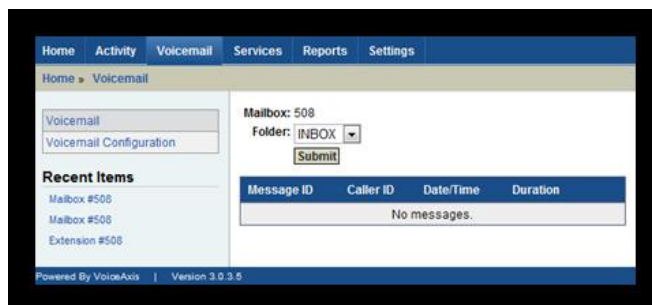 Home Activity Voicemail Services Reports Settings
Home » Voicemail
Voicemail
Voicemail Configuration
Recent Items
Mailbox #508
Mailbox #508
Extension #508
Mailbox: 508
Folder: INBOX
Submit
Message ID Caller ID Date/Time Duration
No messages.
Powered By VoiceAxis | Version 3.0.3.5